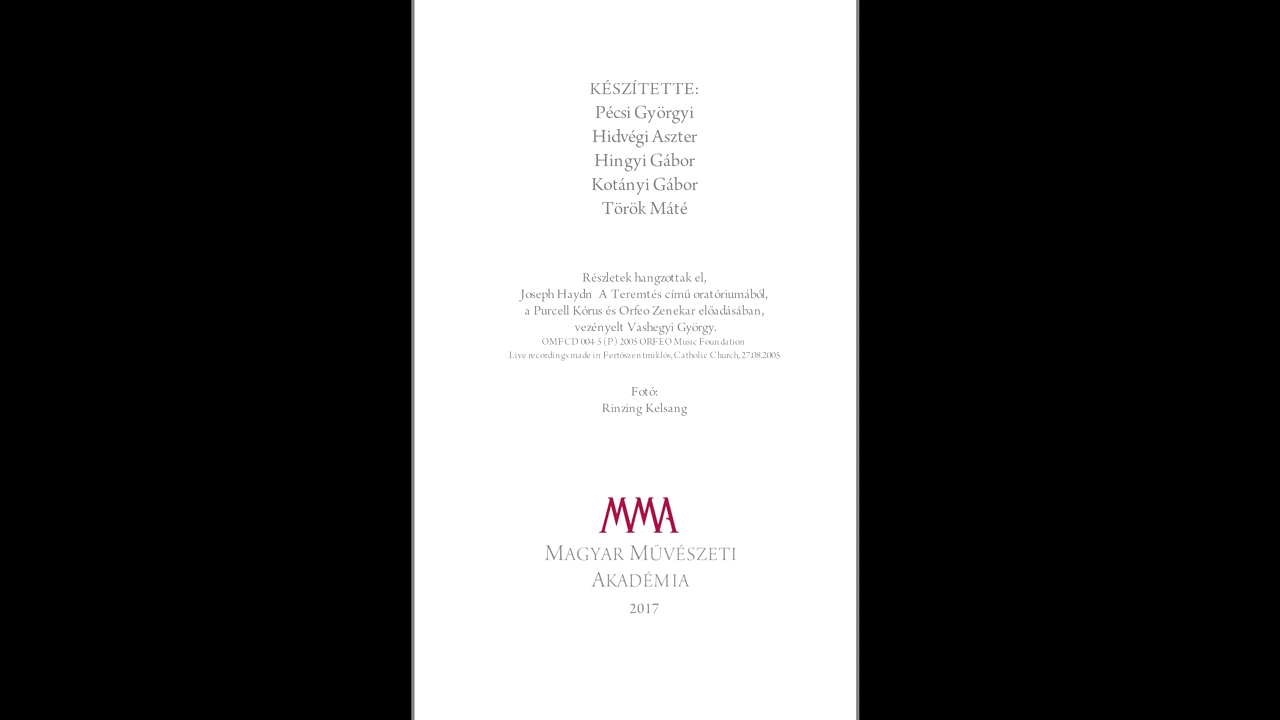 KÉSZÍTETTE:
Pécsi Györgyi
Hidvégi Aszter
Hingyi Gábor
Kotányi Gábor
Török Máté
Részletek hangzottak el,
Joseph Haydn A Teremtés című oratóriumából,
a Purcell Kórus és Orfeo Zenekar előadásában,
vezényelt Vashegyi György.
OMFCD 004-5 (P) 2005 ORFEO Music Foundation
Live recordings made in Fertőszentmiklós, Catholic Church, 27.08.2005
Fotó:
Rinzing Kelsang
MMA
MAGYAR MŰVÉSZETI
AKADÉMIA
2017